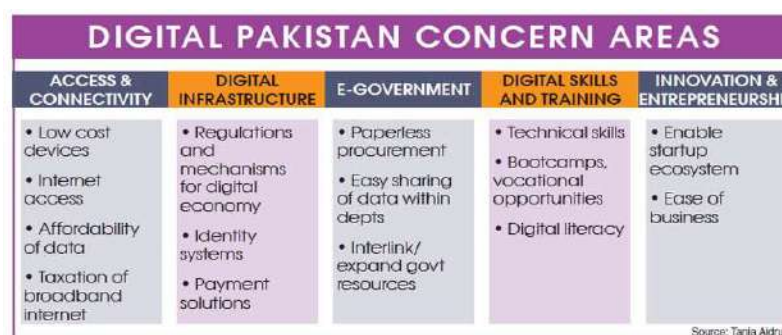 DIGITAL PAKISTAN CONCERN AREAS
ACCESS &
CONNECTIVITY
• Low cost
devices
• Internet
access
• Affordability
of data
• Taxation of
broadband
internet
DIGITAL
INFRASTRUCTURE
• Regulations
and
mechanisms
for digital
economy
• Identity
systems
• Payment
solutions
E-GOVERNMENT
• Paperless
procurement
• Easy sharing
of data within
depts
• Interlink/
expand govt
resources
DIGITAL SKILLS
AND TRAINING
• Technical skills
• Bootcamps,
vocational
opportunities
• Digital literacy
INNOVATION &
ENTREPRENEURSHI
• Enable
startup
ecosystem
• Ease of
business
Source: Tania